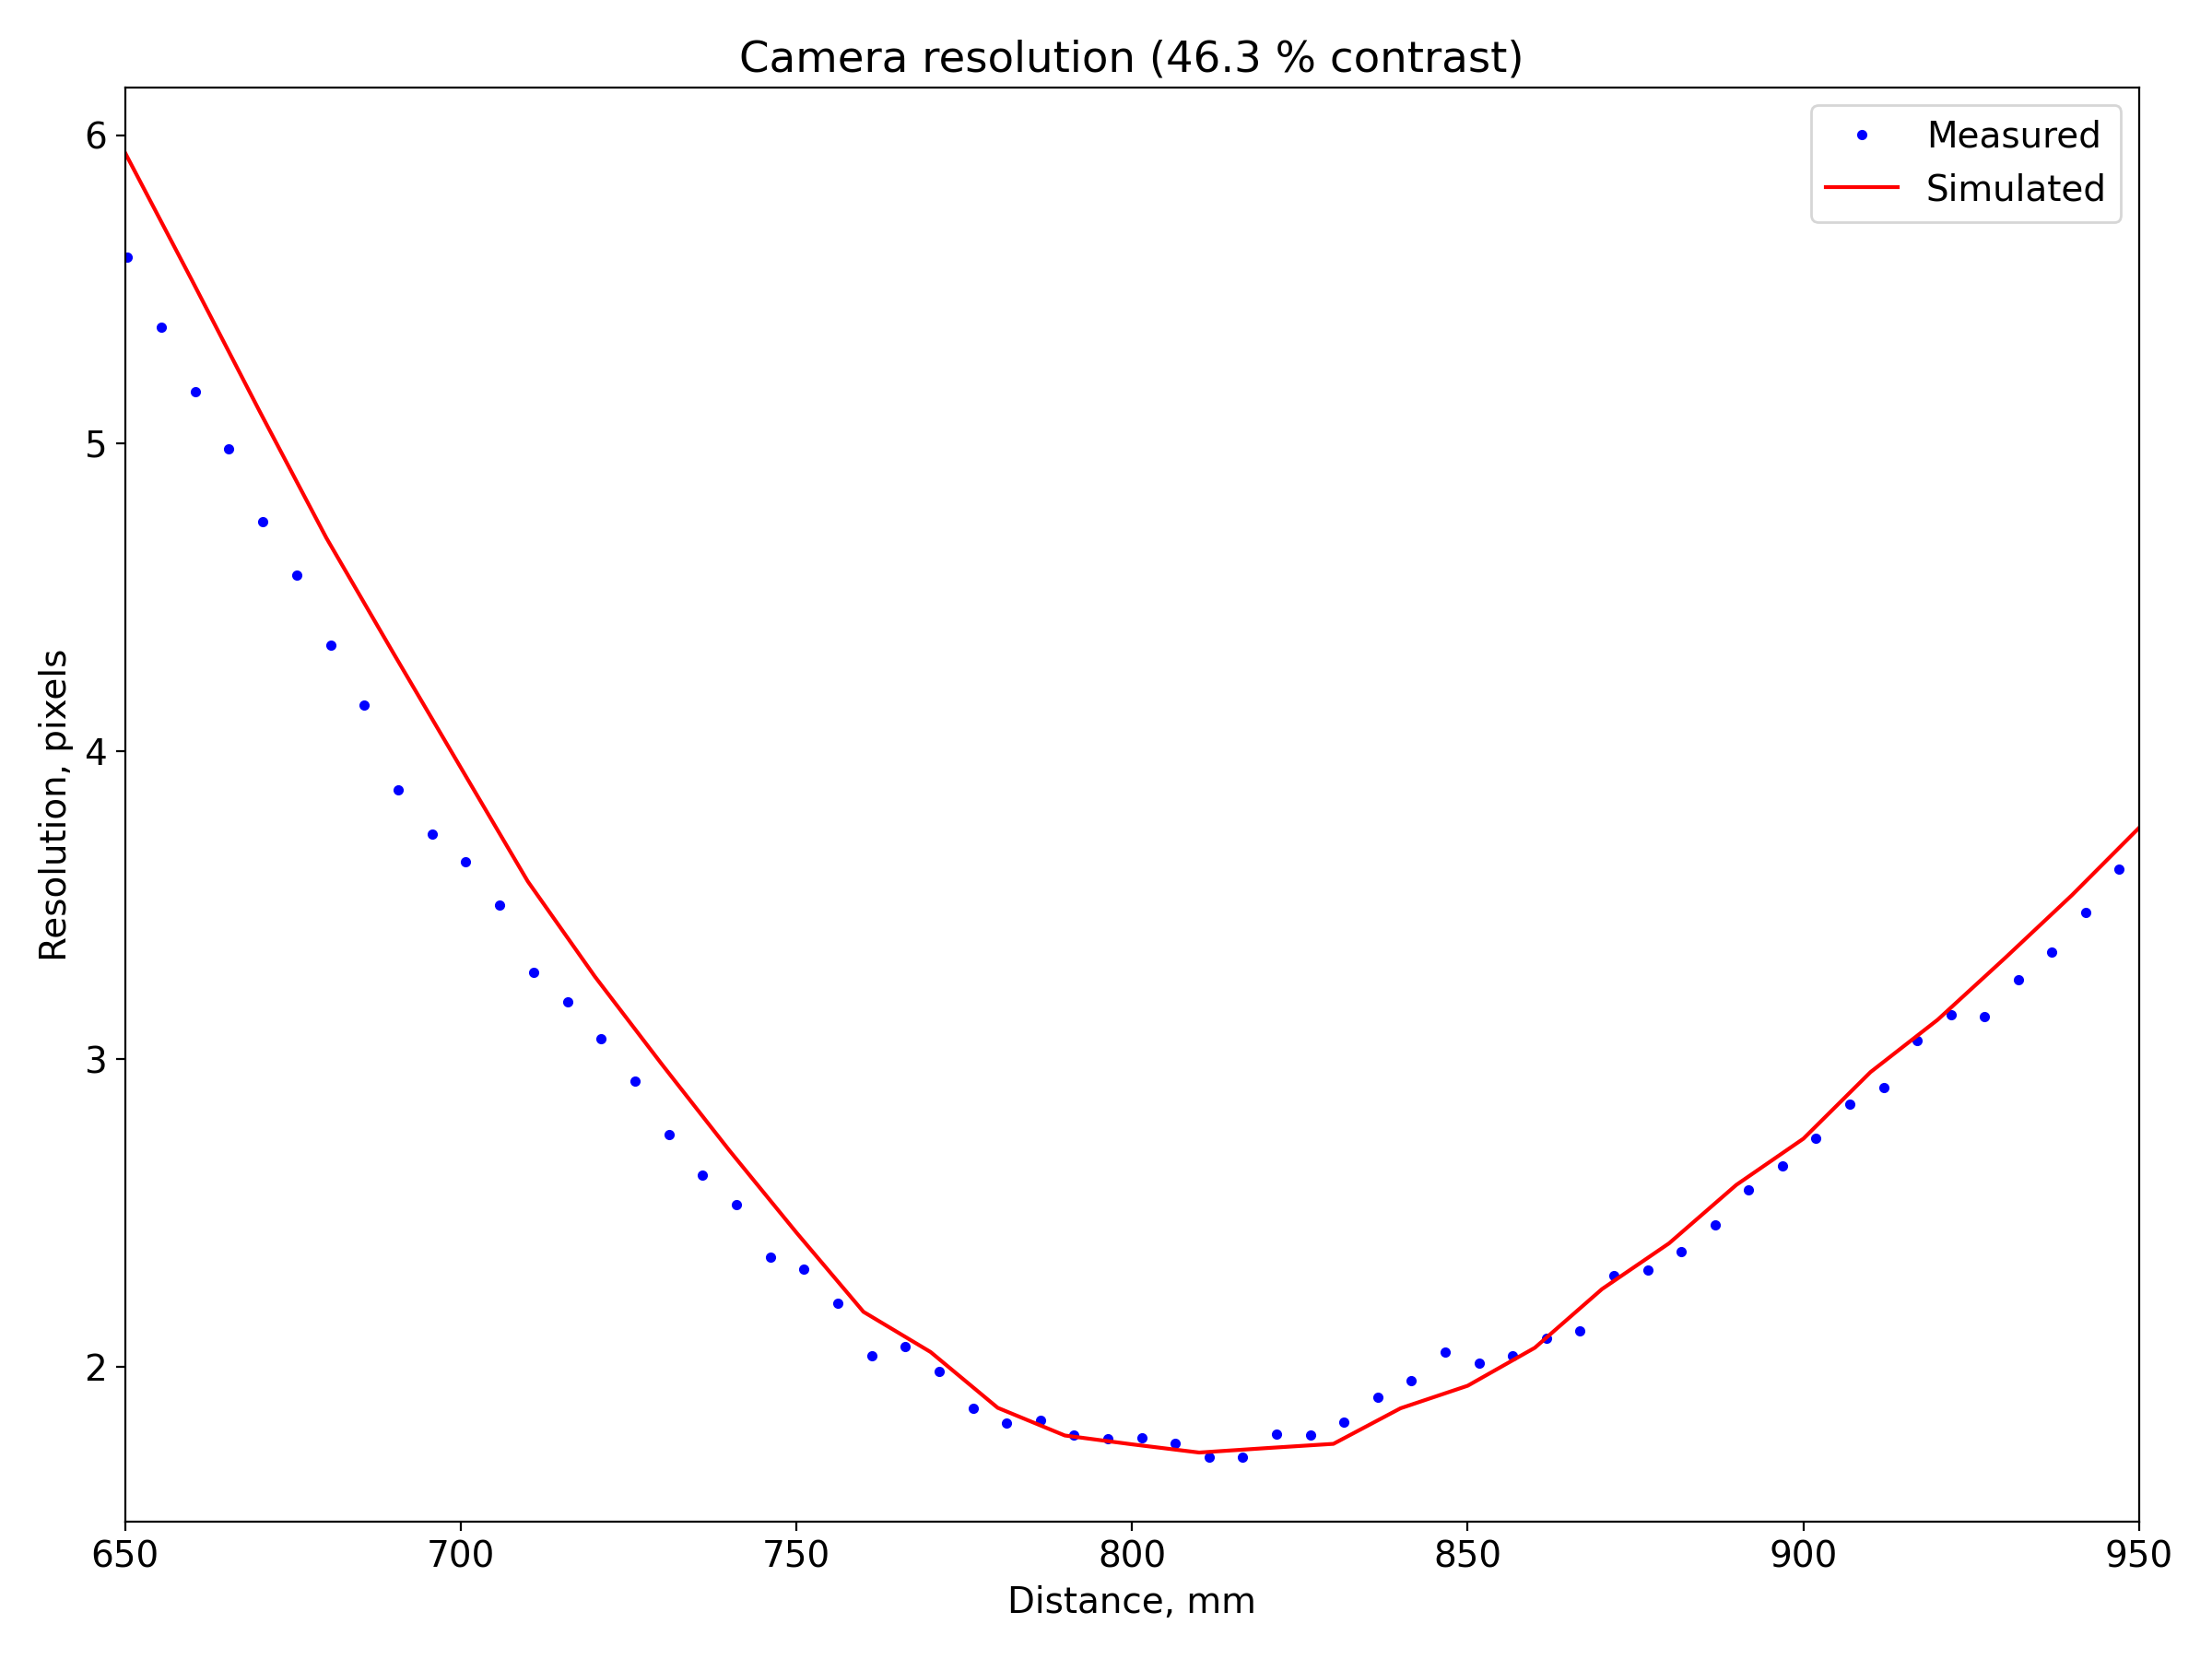 Camera resolution (46.3 % contrast)
Measured
Simulated
6
5
4
3
2
Resolution, pixels
650 700 750 800 850 900 950
Distance, mm